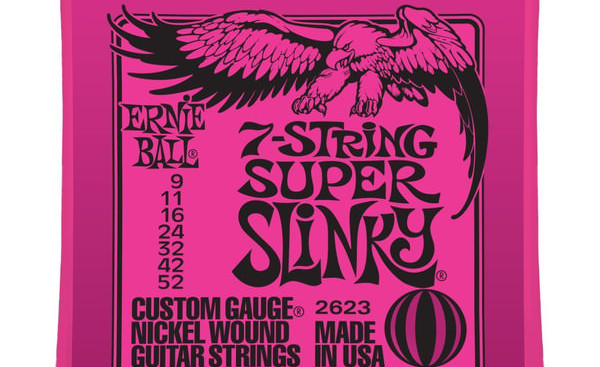 ERNIE
BALL®
7-STRING
SUPER
SLINKY®
9
11
16
24
32
42
52
CUSTOM GAUGE®
NICKEL WOUND
GUITAR STRINGS
2623
MADE
IN USA